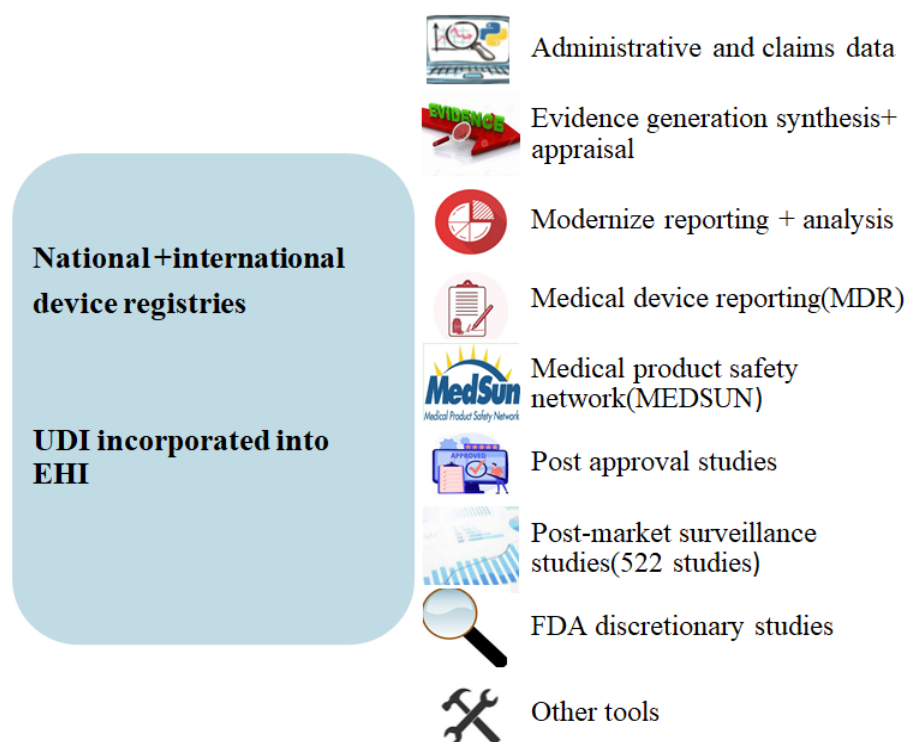 National+international
device registries
UDI incorporated into
EHI
Administrative and claims data
EVIDENCE
Evidence generation synthesis+
appraisal
Modernize reporting + analysis
Medical device reporting(MDR)
MedSun
Medical Product Safety Network
Medical product safety
network(MEDSUN)
APPROVED
Post approval studies
Post-market surveillance
studies(522 studies)
FDA discretionary studies
Other tools